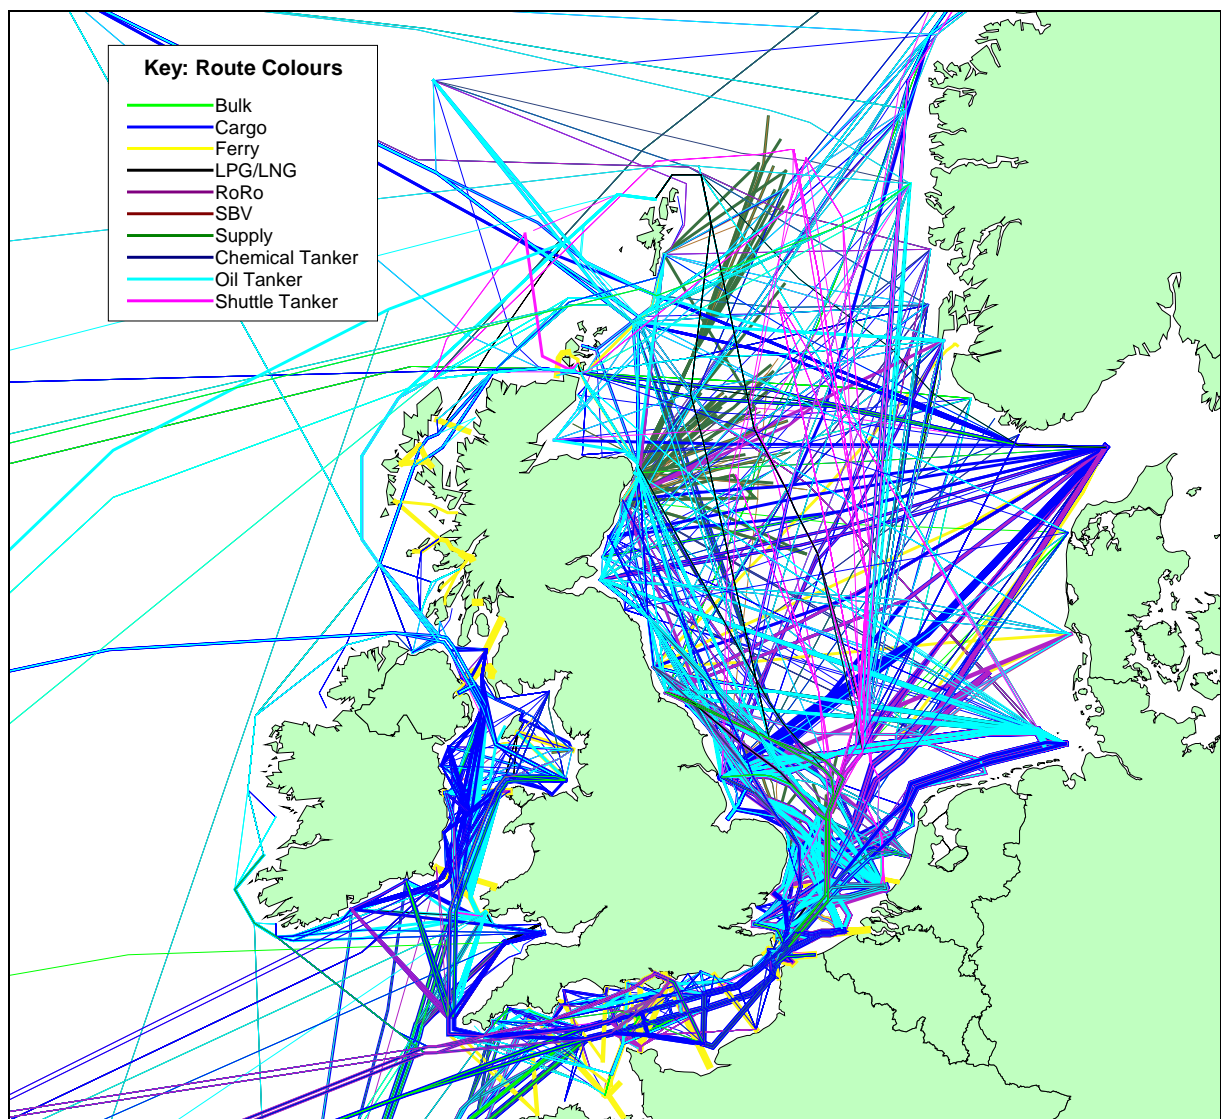 Key: Route Colours
Bulk
Cargo
Ferry
LPG/LNG
RoRo
SBV
Supply
Chemical Tanker
Oil Tanker
Shuttle Tanker